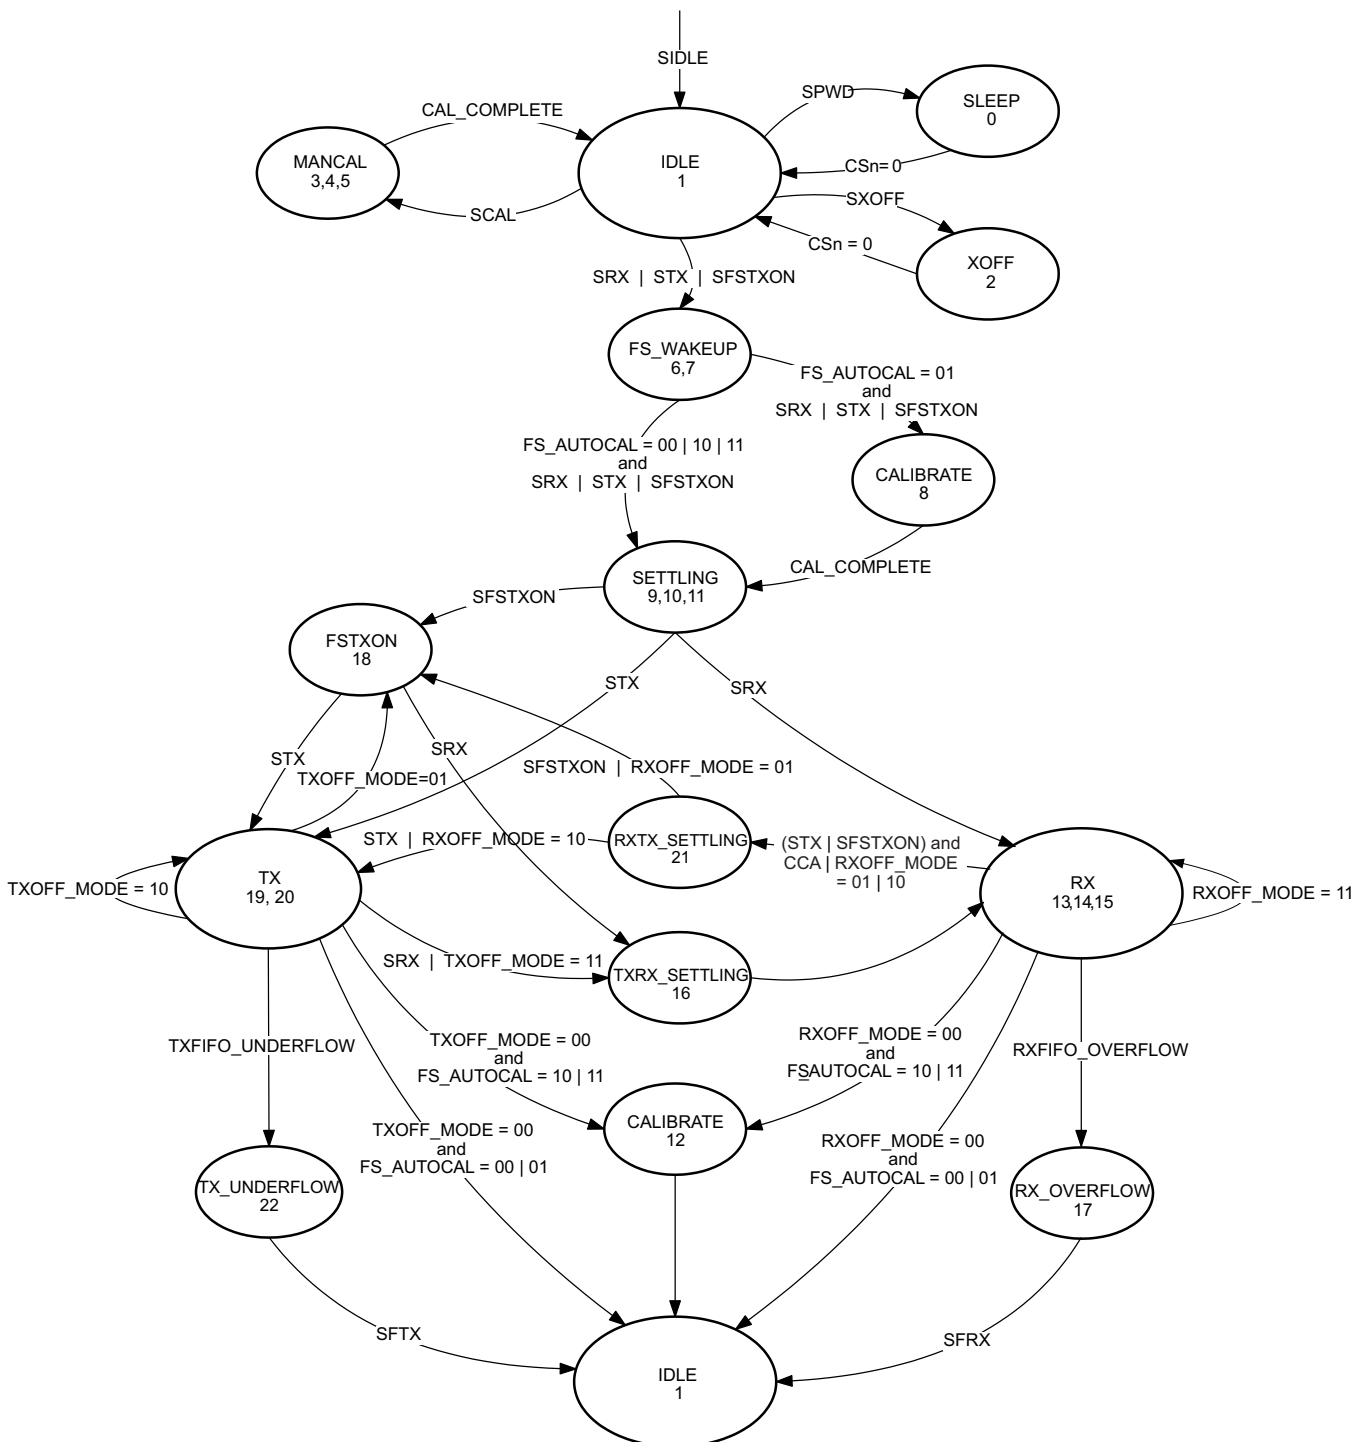 SIDLE
SPWD
SLEEP
0
CAL_COMPLETE
MANCAL
3,4,5
IDLE
1
CSn= 0
SCAL
SXOFF
CSn = 0
XOFF
2
SRX | STX | SFSTXON
FS_WAKEUP
6,7
FS_AUTOCAL = 01
and
SRX | STX | SFSTXON
FS_AUTOCAL = 00 | 10 | 11
and
SRX | STX | SFSTXON
CALIBRATE
8
CAL_COMPLETE
SETTLING
9,10,11
SFSTXON
FSTXON
18
STX
SRX
STX
SRX
TXOFF_MODE=01
SFSTXON | RXOFF_MODE = 01
STX | RXOFF_MODE = 10
RXTX_SETTLING
21
(STX | SFSTXON) and
CCA | RXOFF_MODE
= 01 | 10
TXOFF_MODE = 10
TX
19, 20
RX
13,14,15
RXOFF_MODE = 11
SRX | TXOFF_MODE = 11
TXRX_SETTLING
16
TXFIFO_UNDERFLOW
TXOFF_MODE = 00
and
FS_AUTOCAL = 10 | 11
RXOFF_MODE = 00
and
FS_AUTOCAL = 10 | 11
RXFIFO_OVERFLOW
TXOFF_MODE = 00
and
FS_AUTOCAL = 00 | 01
CALIBRATE
12
RXOFF_MODE = 00
and
FS_AUTOCAL = 00 | 01
TX_UNDERFLOW
22
RX_OVERFLOW
17
SFTX
SFRX
IDLE
1